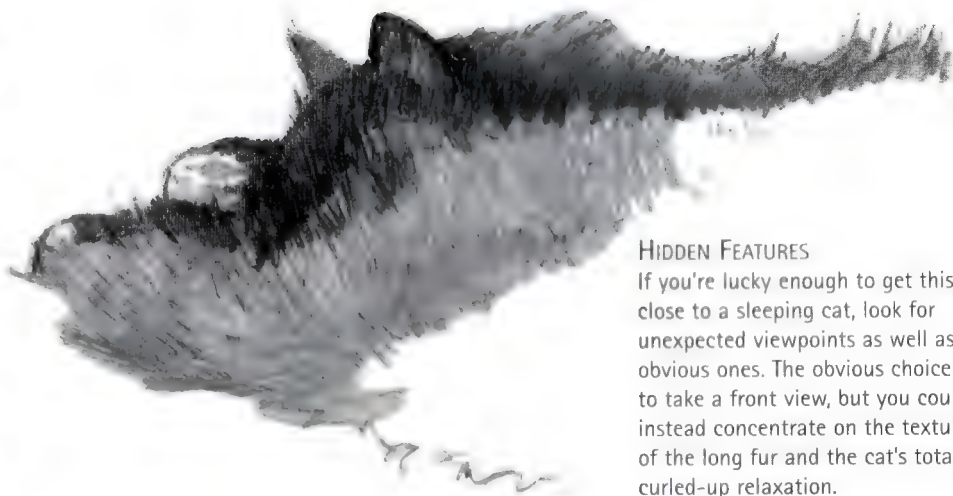 HIDDEN FEATURES
If you're lucky enough to get this
close to a sleeping cat, look for
unexpected viewpoints as well as
obvious ones. The obvious choice
to take a front view, but you cou
instead concentrate on the textu
of the long fur and the cat's tota
curled-up relaxation.